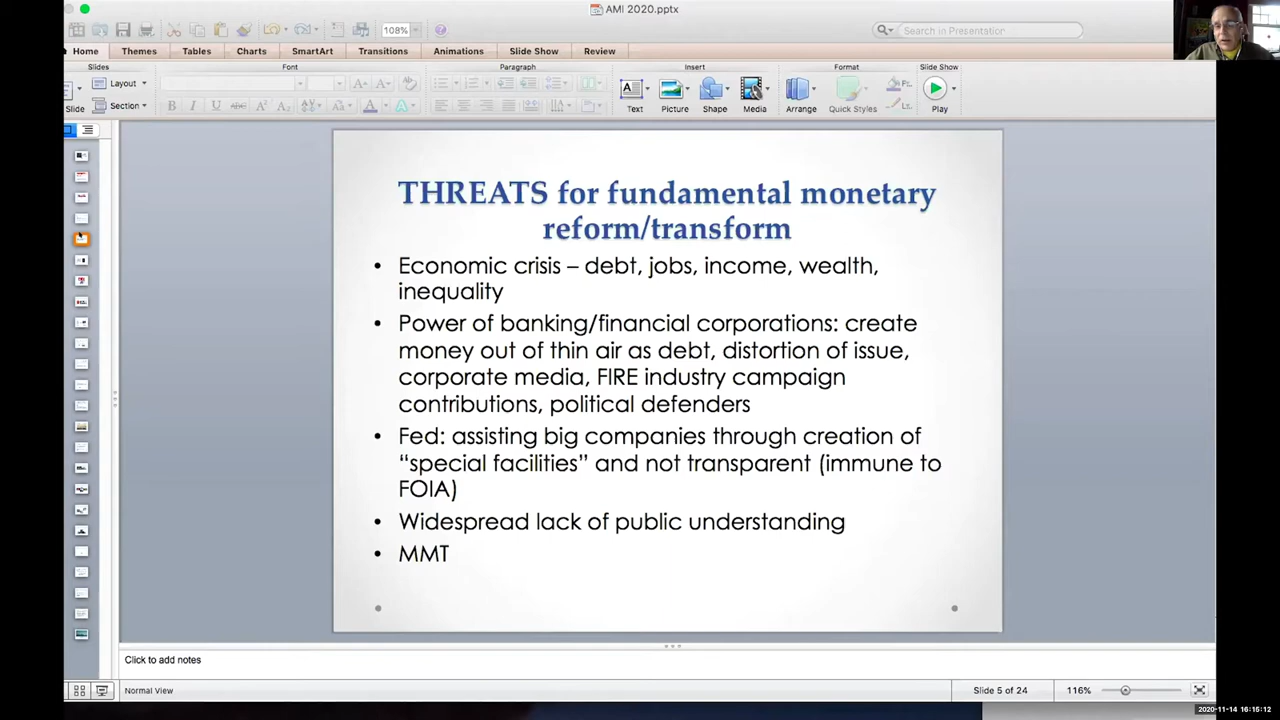 AMI 2020.pptx
108%
Search in Presentation
Home Themes Tables Charts SmartArt Transitions Animations Slide Show Review
Slides Font Paragraph Insert Format Slide Show
Layout
Section
Slide Text Picture Shape Media Arrange Quick Styles Play
THREATS for fundamental monetary
reform/transform
• Economic crisis – debt, jobs, income, wealth,
inequality
• Power of banking/financial corporations: create
money out of thin air as debt, distortion of issue,
corporate media, FIRE industry campaign
contributions, political defenders
• Fed: assisting big companies through creation of
“special facilities” and not transparent (immune to
FOIA)
• Widespread lack of public understanding
• MMT
Click to add notes
Normal View Slide 5 of 24 116%
2020-11-14 16:15:12